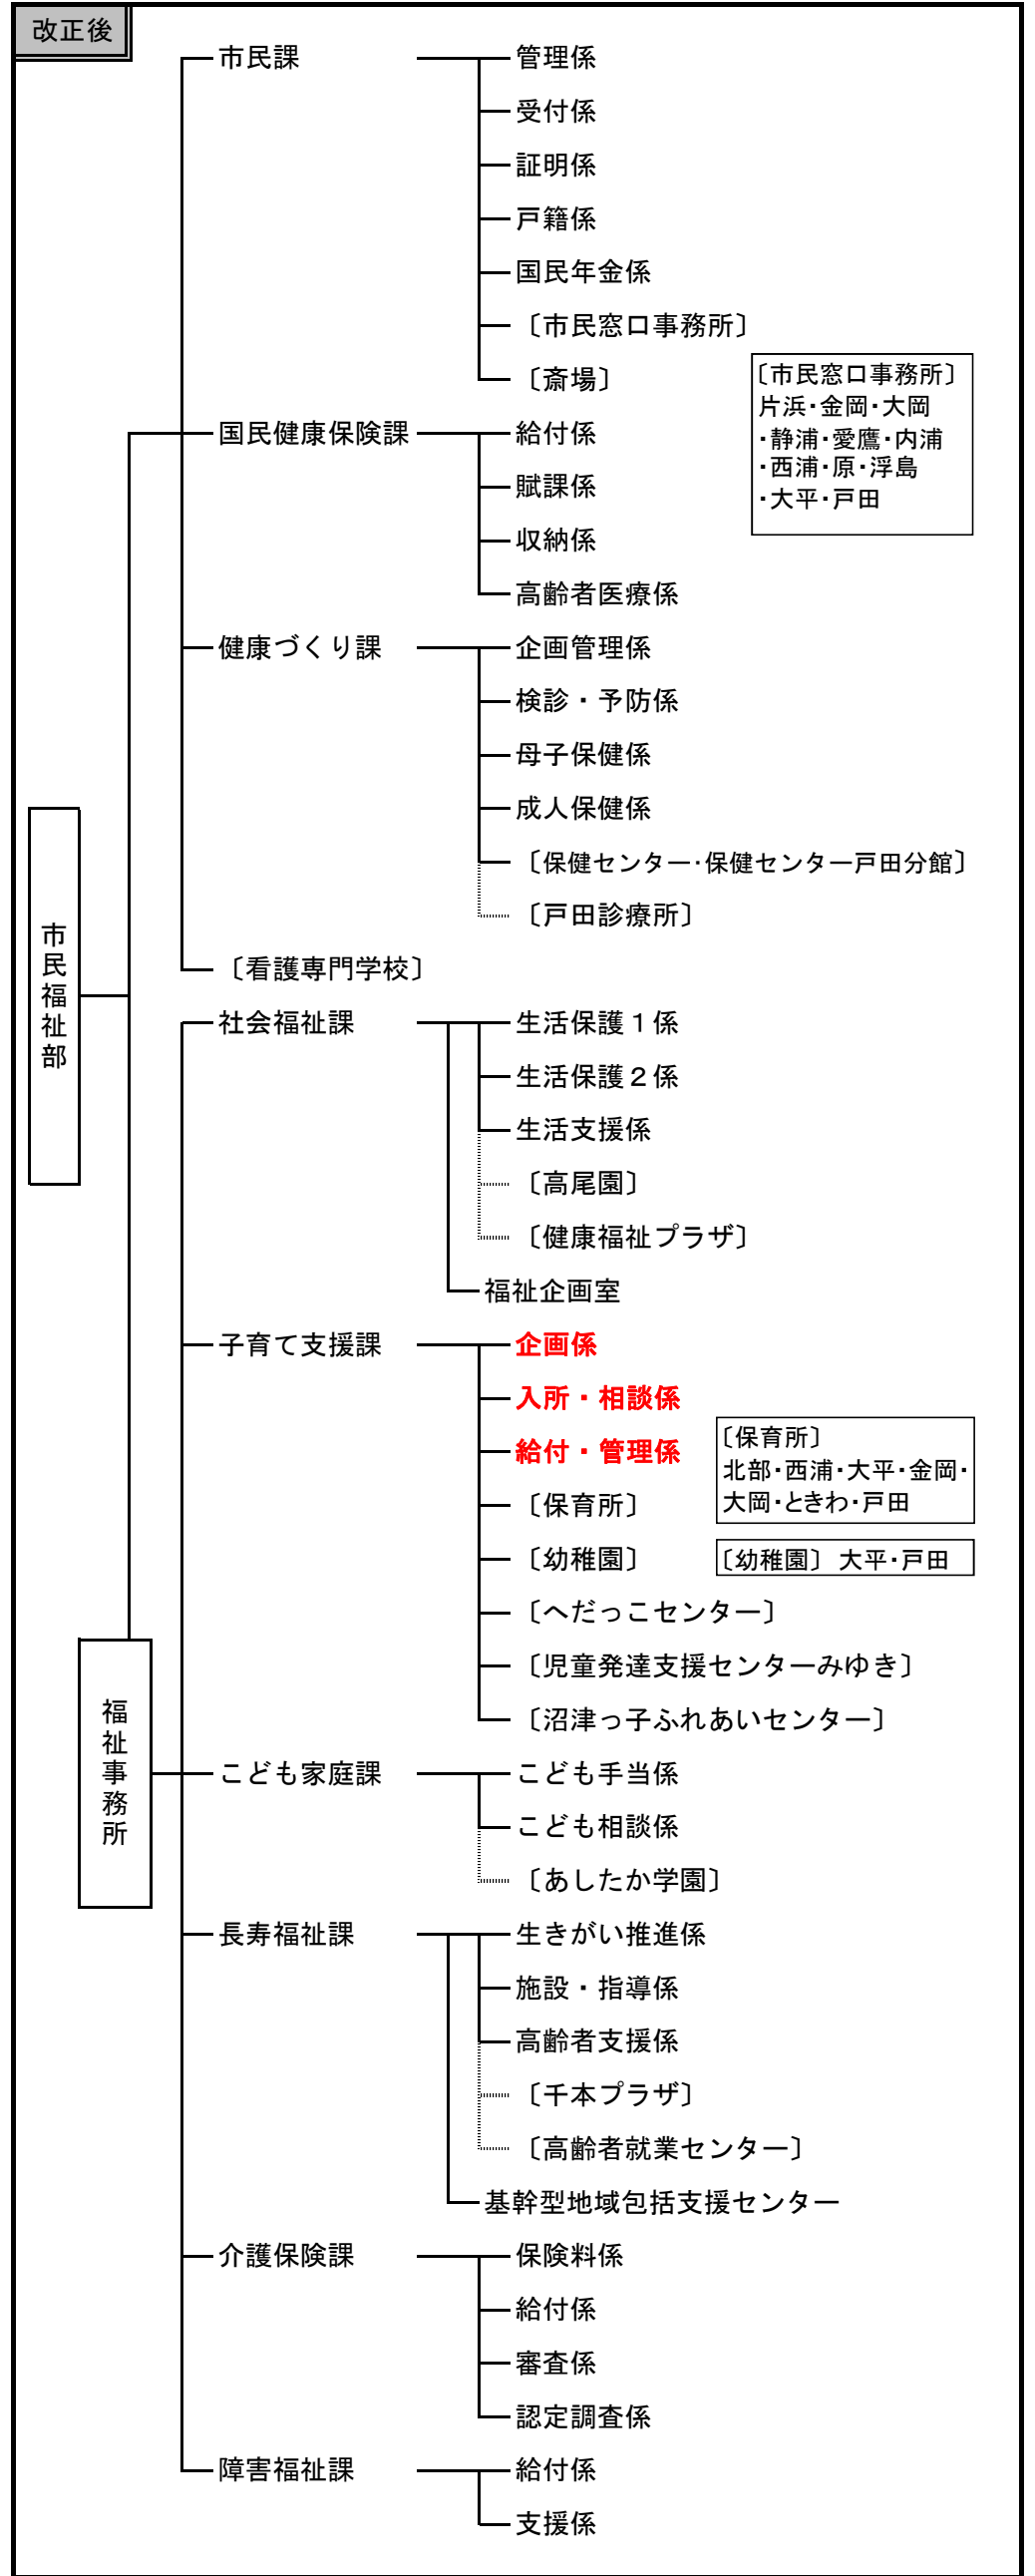 改正後
市民福祉部
市民課
管理係
受付係
証明係
戸籍係
国民年金係
〔市民窓口事務所〕
〔斎場〕
〔市民窓口事務所〕
片浜・金岡・大岡
・静浦・愛鷹・内浦
・西浦・原・浮島
・大平・戸田
国民健康保険課
給付係
賦課係
収納係
高齢者医療係
健康づくり課
企画管理係
検診・予防係
母子保健係
成人保健係
〔保健センター・保健センター戸田分館〕
〔戸田診療所〕
〔看護専門学校〕
福祉事務所
社会福祉課
生活保護１係
生活保護２係
生活支援係
〔高尾園〕
〔健康福祉プラザ〕
福祉企画室
子育て支援課
企画係
入所・相談係
給付・管理係
〔保育所〕
〔保育所〕
北部・西浦・大平・金岡・
大岡・ときわ・戸田
〔幼稚園〕
〔幼稚園〕 大平・戸田
〔へだっこセンター〕
〔児童発達支援センターみゆき〕
〔沼津っ子ふれあいセンター〕
こども家庭課
こども手当係
こども相談係
〔あしたか学園〕
長寿福祉課
生きがい推進係
施設・指導係
高齢者支援係
〔千本プラザ〕
〔高齢者就業センター〕
基幹型地域包括支援センター
介護保険課
保険料係
給付係
審査係
認定調査係
障害福祉課
給付係
支援係